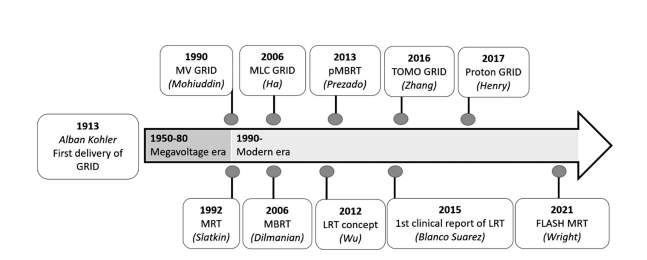 1990
MV GRID
(Mohiuddin)
2006
MLC GRID
(Ha)
2013
pMBRT
(Prezado)
2016
TOMO GRID
(Zhang)
2017
Proton GRID
(Henry)
1913
Alban Kohler
First delivery of
GRID
1950-80
Megavoltage era
1990-
Modern era
1992
MRT
(Slatkin)
2006
MBRT
(Dilmanian)
2012
LRT concept
(Wu)
2015
1st clinical report of LRT
(Blanco Suarez)
2021
FLASH MRT
(Wright)